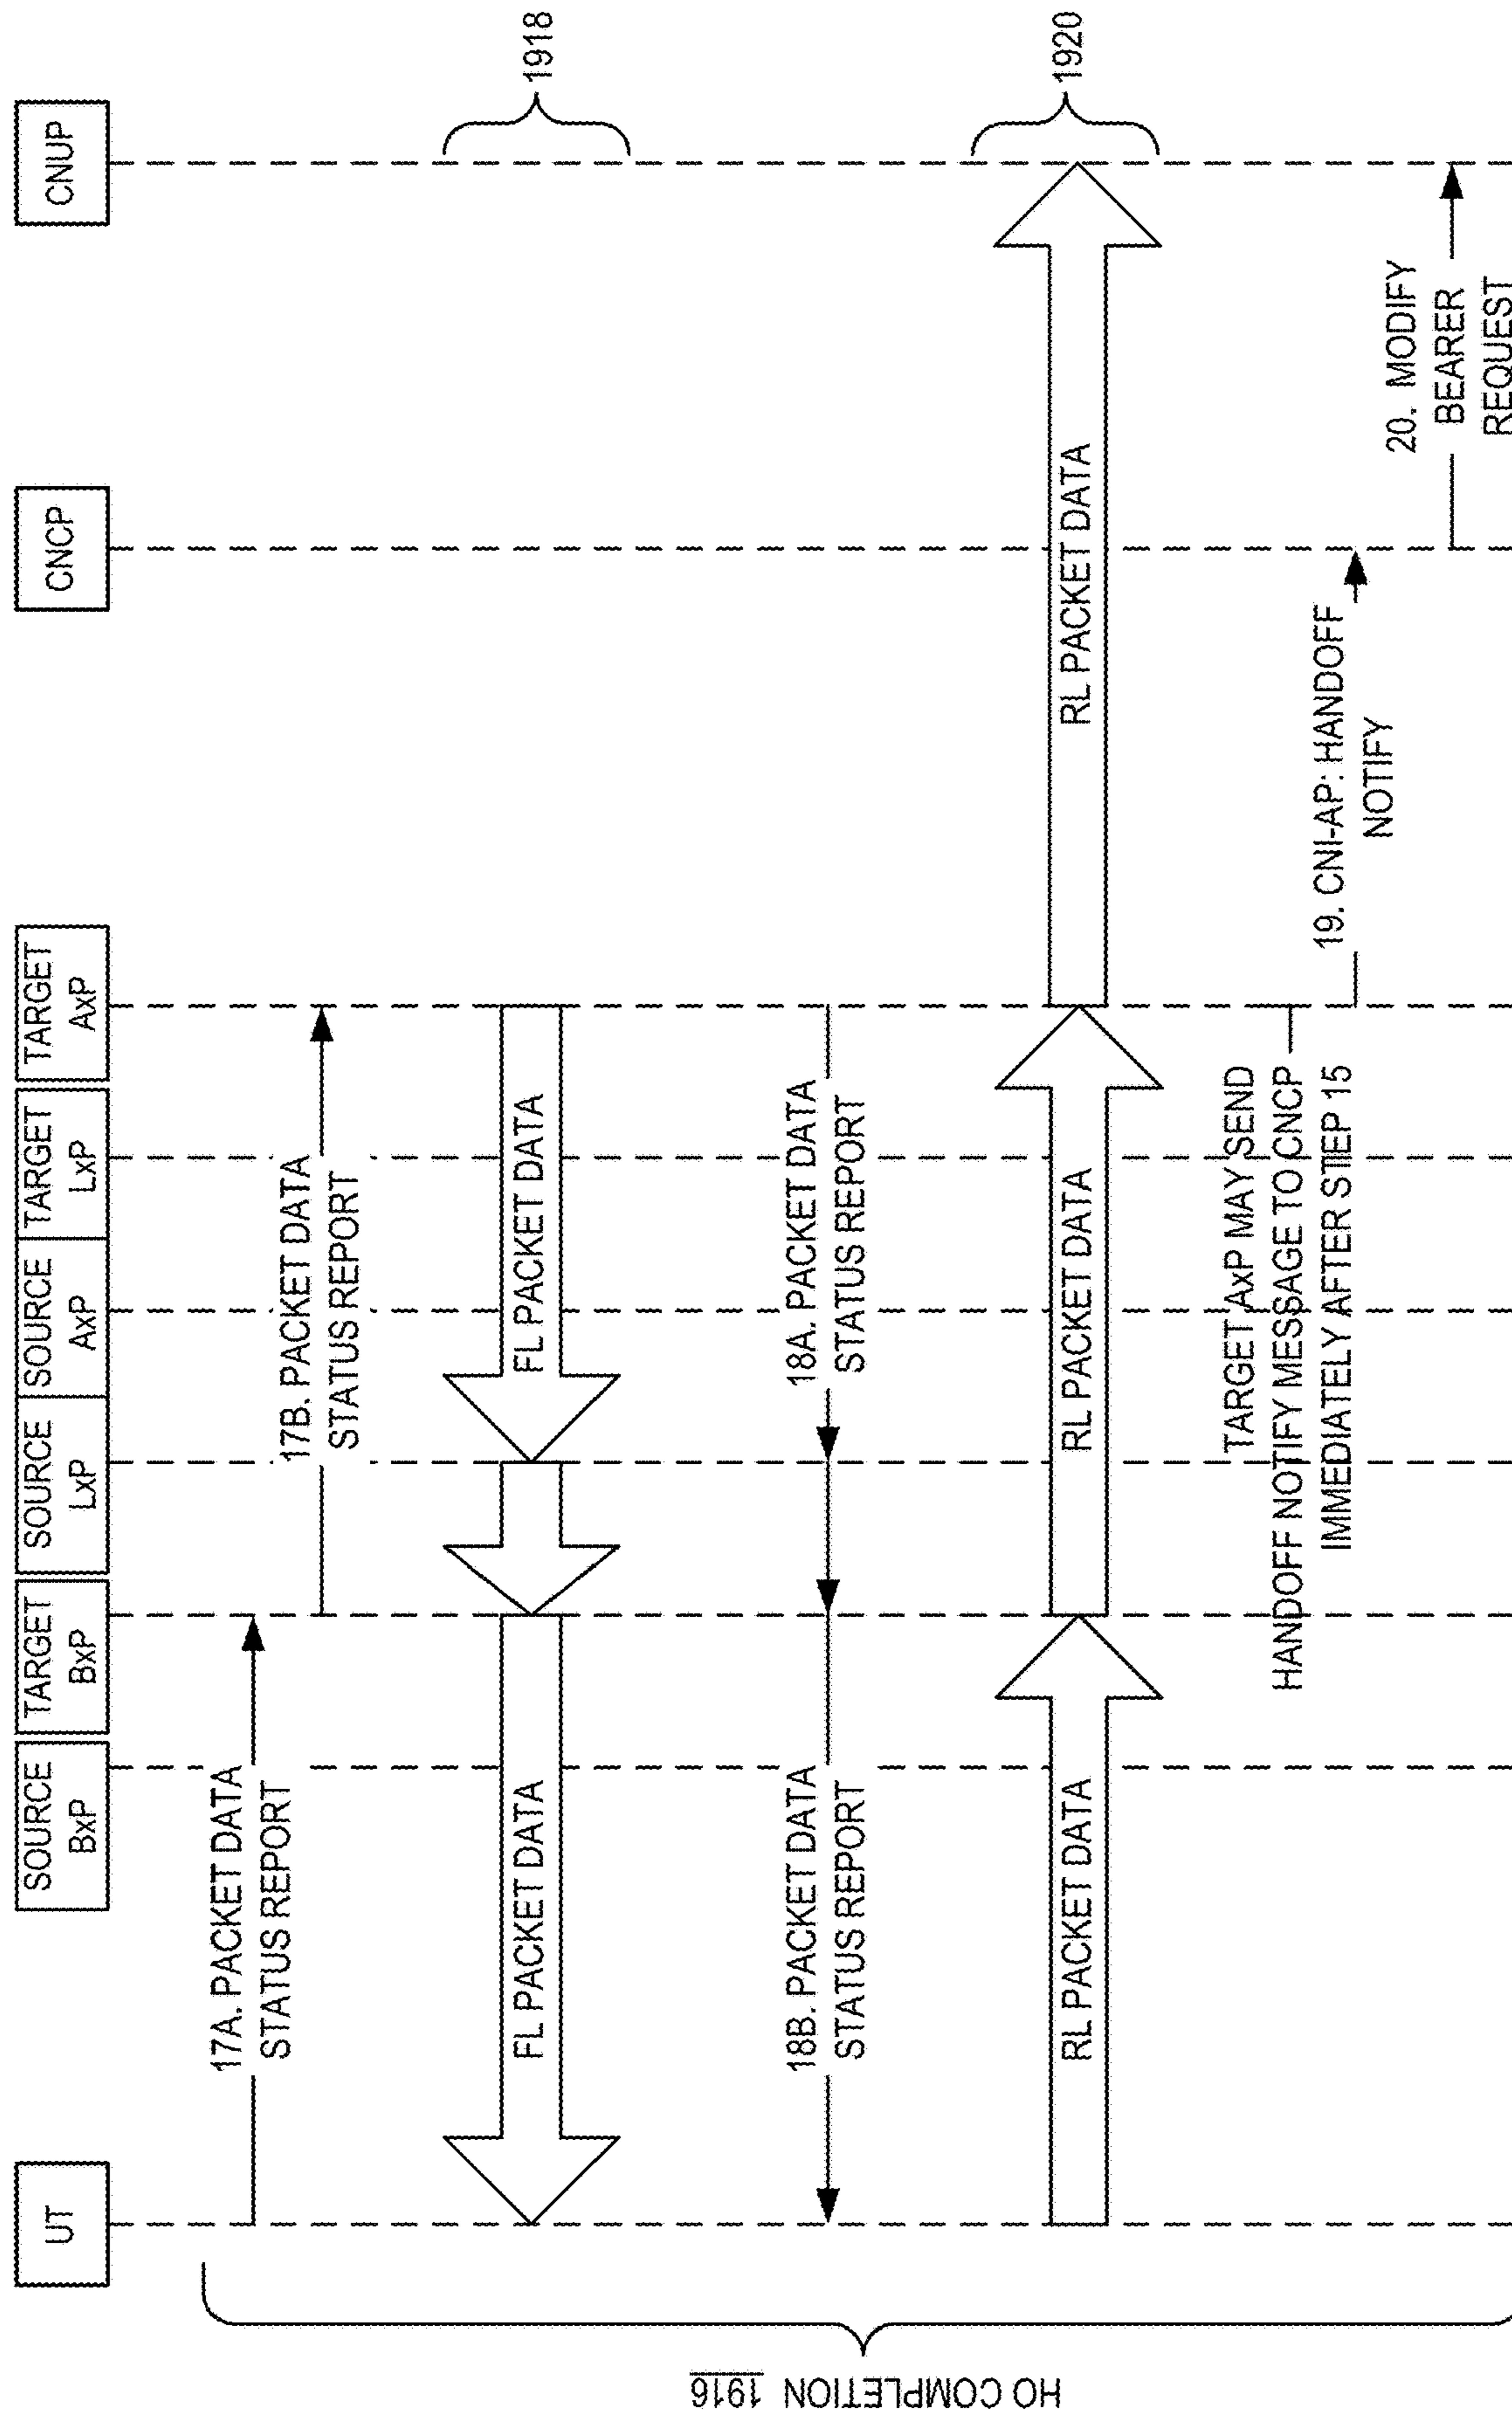 UT
SOURCE
BxP
TARGET
BxP
SOURCE
LxP
SOURCE
AxP
TARGET
LxP
TARGET
AxP
CNCP
CNUP
HO COMPLETION 1916
17A. PACKET DATA
STATUS REPORT
17B. PACKET DATA
STATUS REPORT
FL PACKET DATA
FL PACKET DATA
1918
18B. PACKET DATA
STATUS REPORT
18A. PACKET DATA
STATUS REPORT
RL PACKET DATA
RL PACKET DATA
RL PACKET DATA
1920
TARGET AxP MAY SEND
HANDOFF NOTIFY MESSAGE TO CNCP
IMMEDIATELY AFTER STEP 15
19. CNI-AP: HANDOFF
NOTIFY
20. MODIFY
BEARER
REQUEST